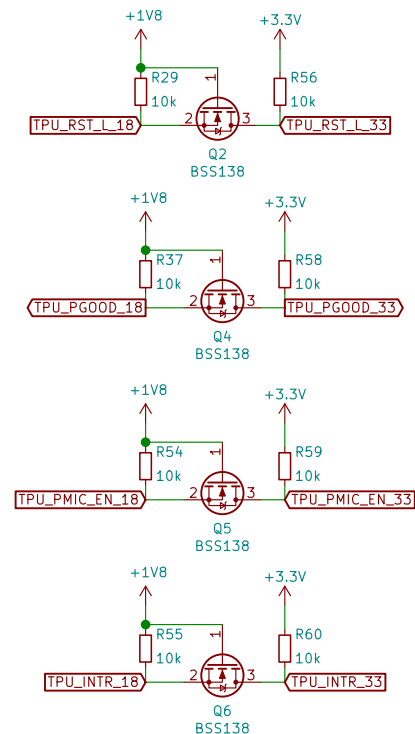 +1V8
+3.3V
R29
10k
1
R56
10k
TPU_RST_L_18
2
3
TPU_RST_L_33
Q2
BSS138
+1V8
+3.3V
R37
10k
1
R58
10k
TPU_PGOOD_18
2
3
TPU_PGOOD_33
Q4
BSS138
+1V8
+3.3V
R54
10k
1
R59
10k
TPU_PMIC_EN_18
2
3
TPU_PMIC_EN_33
Q5
BSS138
+1V8
+3.3V
R55
10k
1
R60
10k
TPU_INTR_18
2
3
TPU_INTR_33
Q6
BSS138